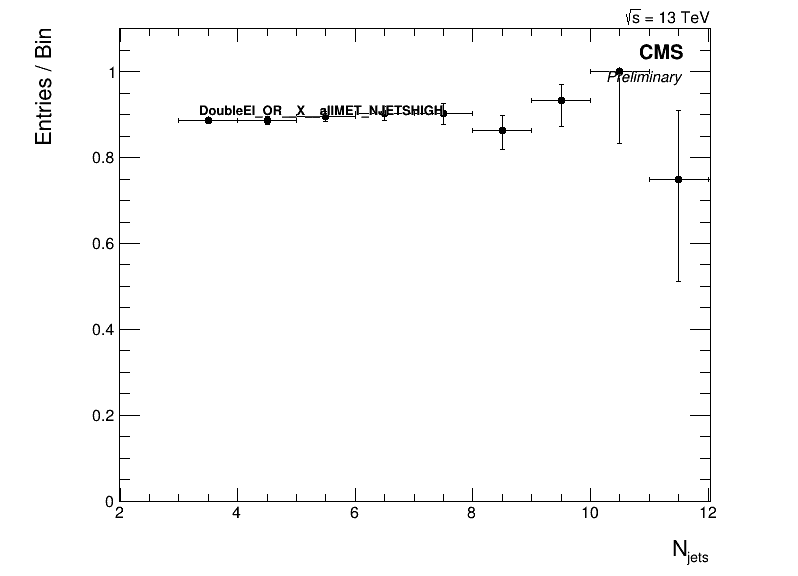 √s = 13 TeV
CMS
Preliminary
DoubleEl_OR__X__allMET_NJETSHIGH
Entries / Bin
1
0.8
0.6
0.4
0.2
0
2 4 6 8 10 12
N_jets